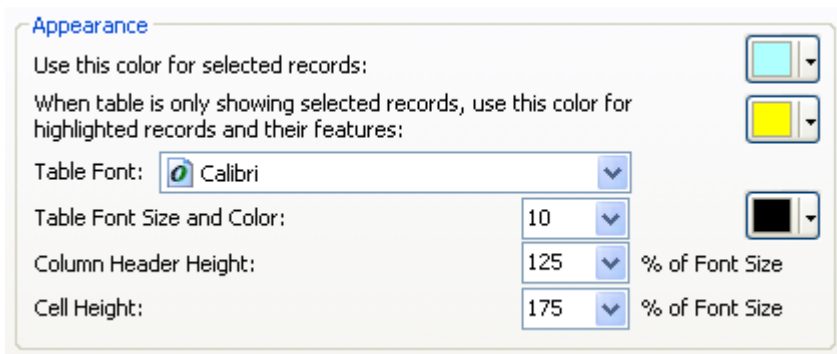 Appearance
Use this color for selected records:
When table is only showing selected records, use this color for
highlighted records and their features:
Table Font: Calibri
Table Font Size and Color: 10
Column Header Height: 125 % of Font Size
Cell Height: 175 % of Font Size